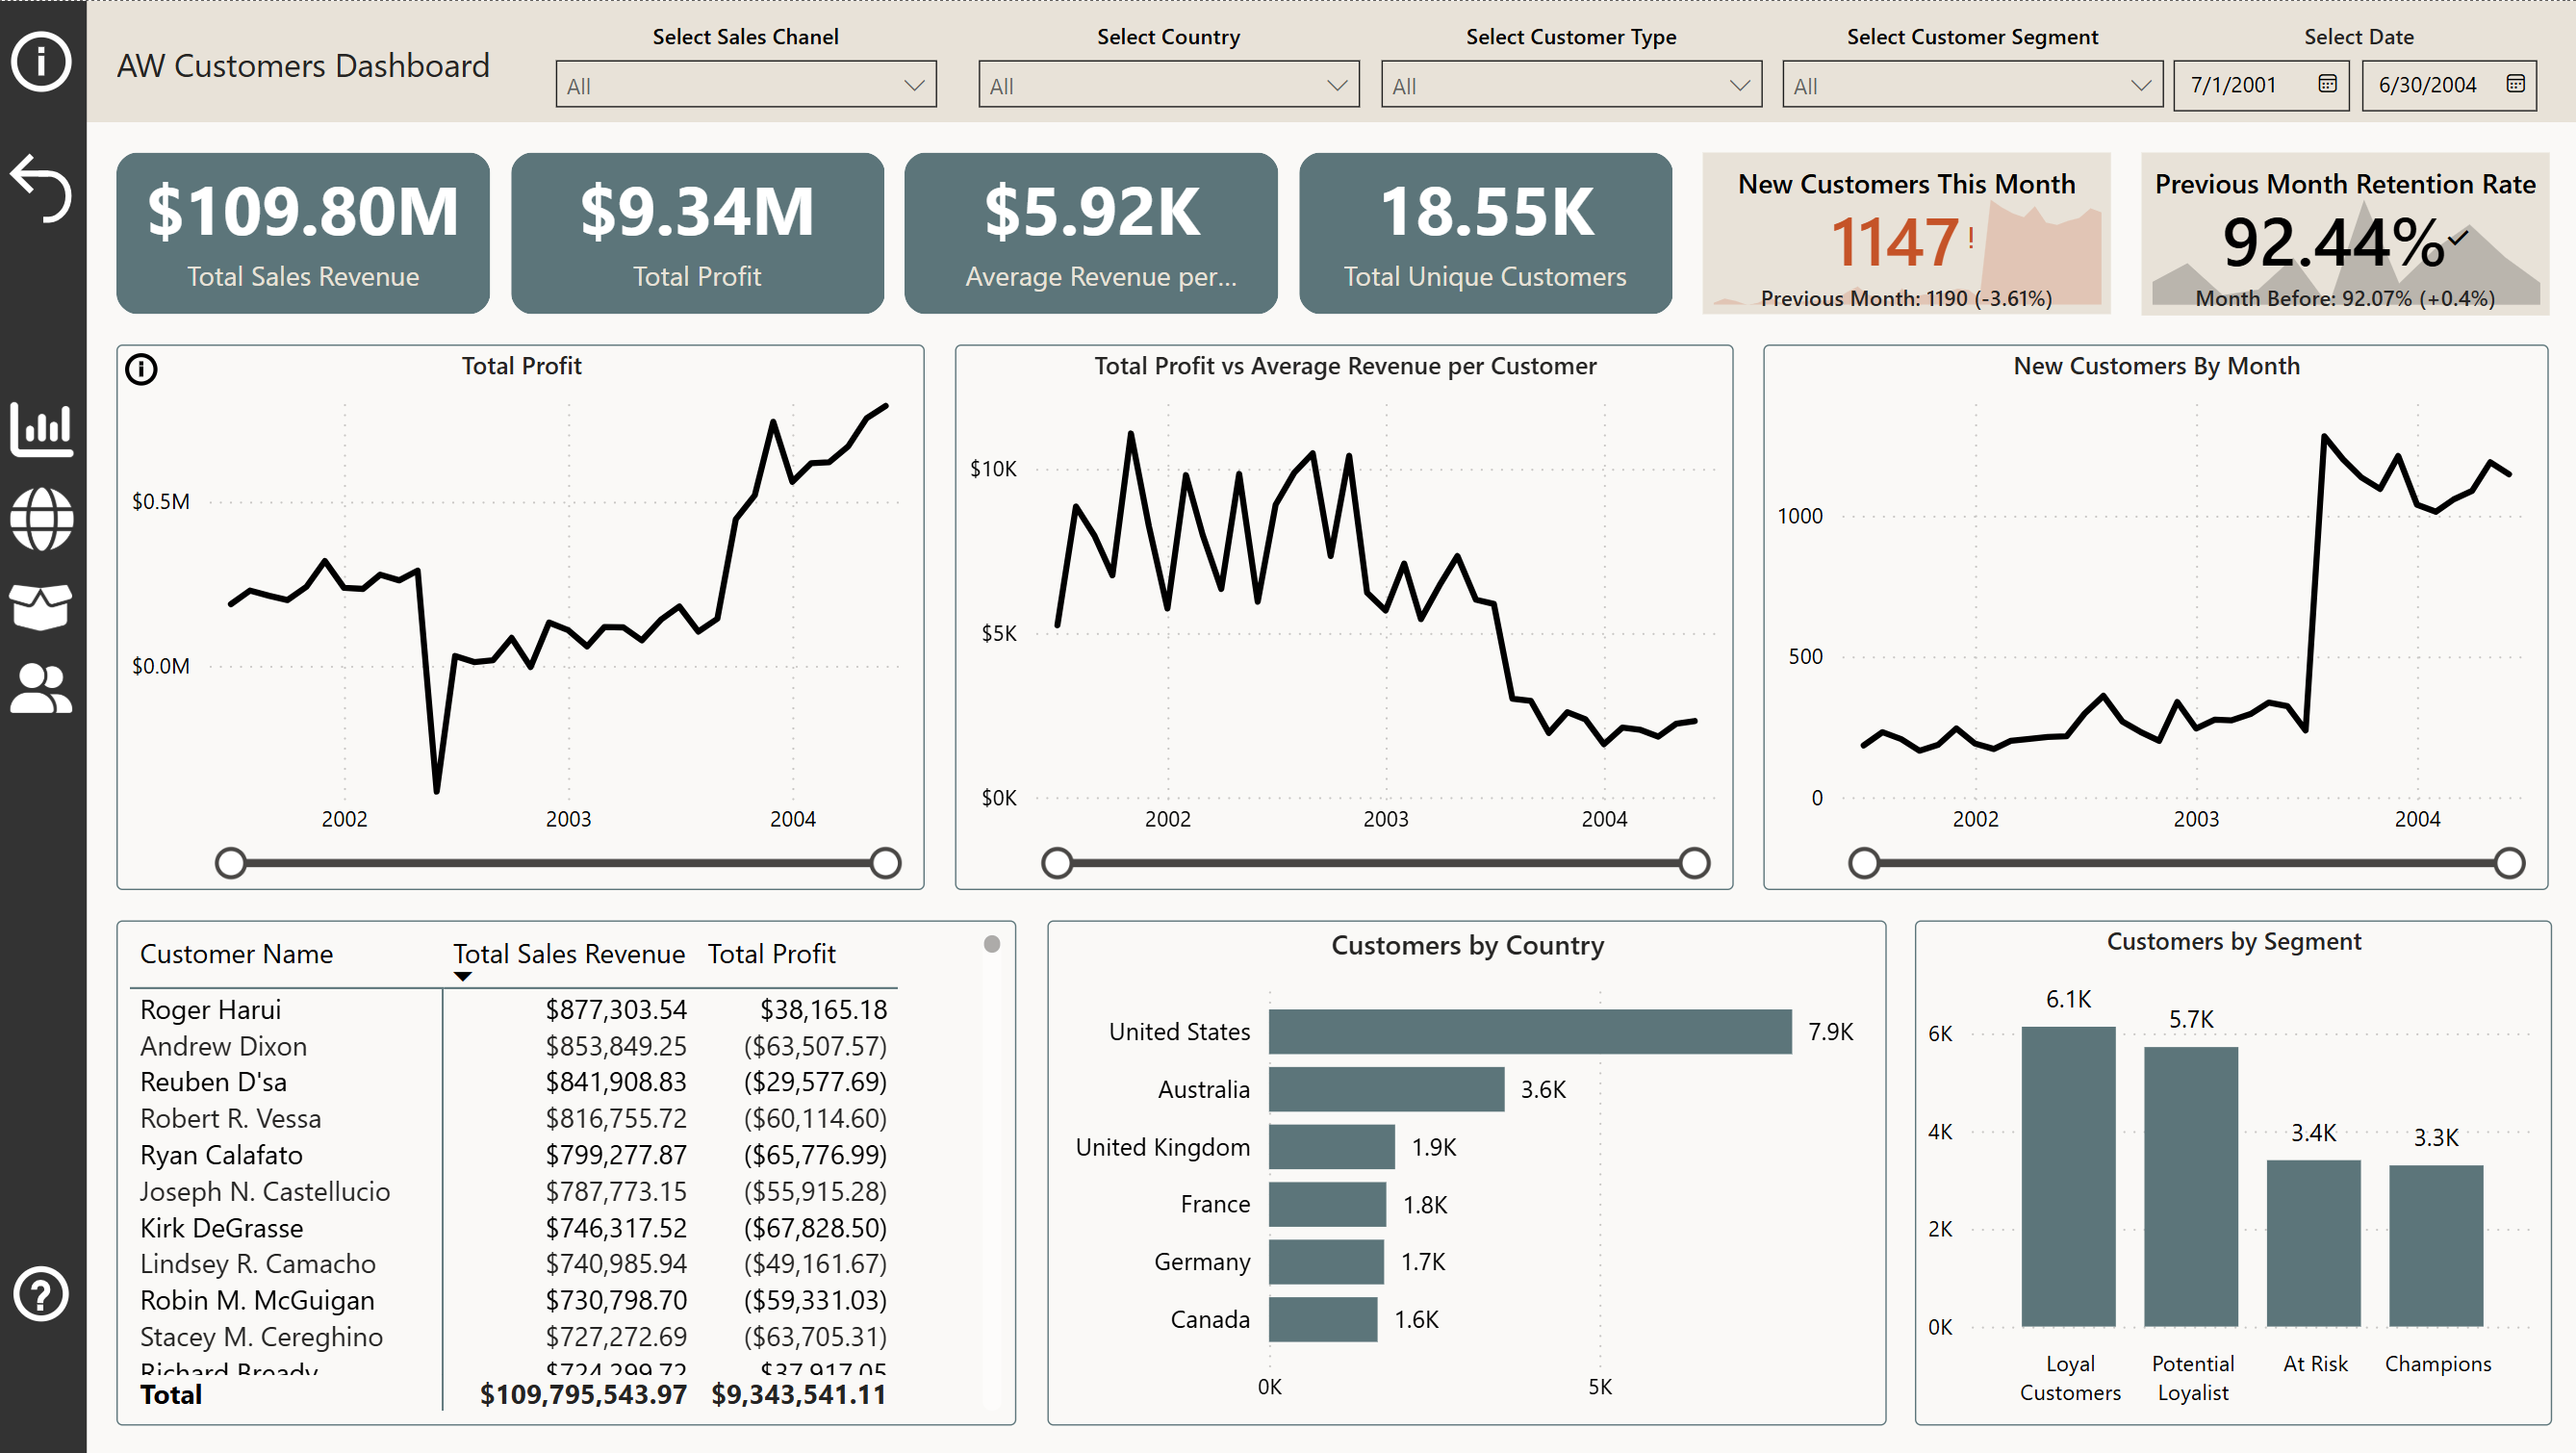 AW Customers Dashboard
Select Sales Chanel
All
Select Country
All
Select Customer Type
All
Select Customer Segment
All
Select Date
7/1/2001
6/30/2004
$109.80M
Total Sales Revenue
$9.34M
Total Profit
$5.92K
Average Revenue per...
18.55K
Total Unique Customers
New Customers This Month
1147!
Previous Month: 1190 (-3.61%)
Previous Month Retention Rate
92.44%
Month Before: 92.07% (+0.4%)
Total Profit
$0.5M
$0.0M
2002 2003 2004
Total Profit vs Average Revenue per Customer
$10K
$5K
$0K
2002 2003 2004
New Customers By Month
1000
500
0
2002 2003 2004
Customer Name Total Sales Revenue Total Profit
Roger Harui $877,303.54 $38,165.18
Andrew Dixon $853,849.25 ($63,507.57)
Reuben D'sa $841,908.83 ($29,577.69)
Robert R. Vessa $816,755.72 ($60,114.60)
Ryan Calafato $799,277.87 ($65,776.99)
Joseph N. Castellucio $787,773.15 ($55,915.28)
Kirk DeGrasse $746,317.52 ($67,828.50)
Lindsey R. Camacho $740,985.94 ($49,161.67)
Robin M. McGuigan $730,798.70 ($59,331.03)
Stacey M. Cereghino $727,272.69 ($63,705.31)
Richard Bready $724,299.72 $37,917.05
Total $109,795,543.97 $9,343,541.11
Customers by Country
United States 7.9K
Australia 3.6K
United Kingdom 1.9K
France 1.8K
Germany 1.7K
Canada 1.6K
0K 5K
Customers by Segment
6.1K
5.7K
3.4K
3.3K
6K
4K
2K
0K
Loyal Customers
Potential Loyalist
At Risk
Champions